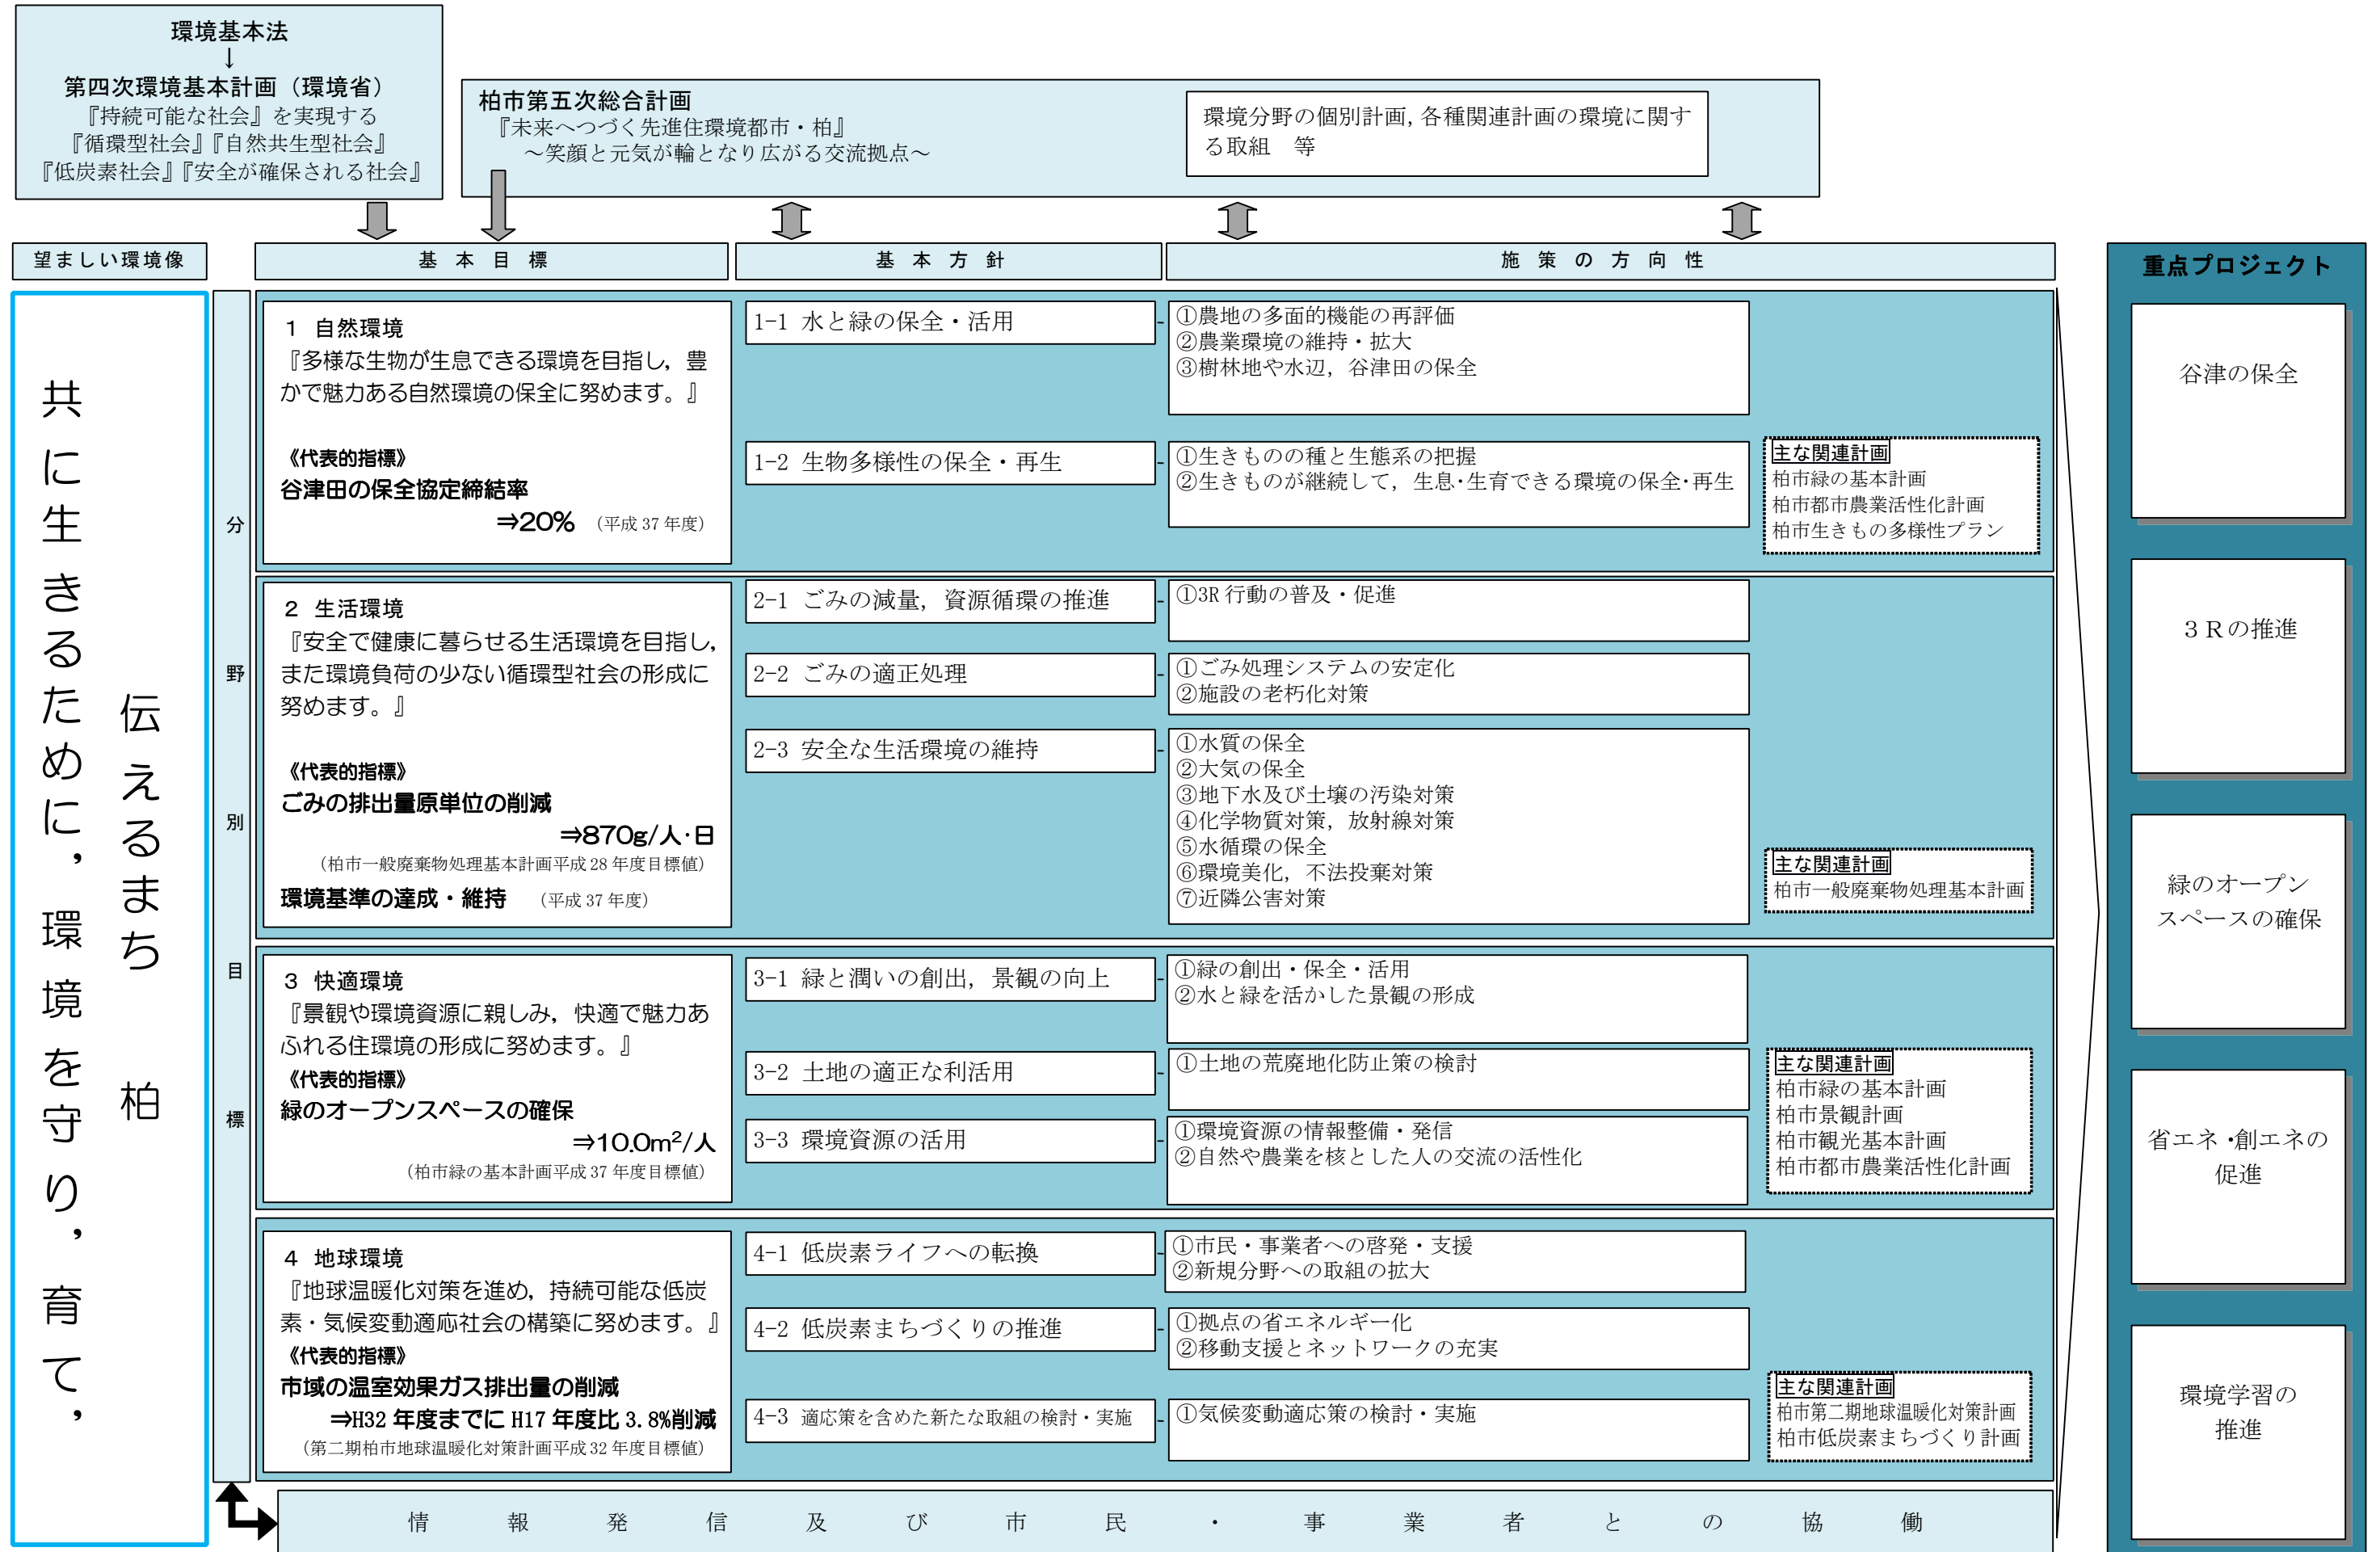 環境基本法
↓
第四次環境基本計画（環境省）
『持続可能な社会』を実現する
『循環型社会』『自然共生型社会』
『低炭素社会』『安全が確保される社会』
柏市第五次総合計画
『未来へつづく先進住環境都市・柏』
～笑顔と元気が輪となり広がる交流拠点～
環境分野の個別計画,各種関連計画の環境に関す
る取組　等
望ましい環境像
基 本 目 標
基 本 方 針
施 策 の 方 向 性
重点プロジェクト
共に生きるために，環境を守り，育て，
伝えるまち　柏
分野別目標
1 自然環境
『多様な生物が生息できる環境を目指し，豊
かで魅力ある自然環境の保全に努めます。』
《代表的指標》
谷津田の保全協定締結率
⇒20% （平成 37 年度）
1-1 水と緑の保全・活用
①農地の多面的機能の再評価
②農業環境の維持・拡大
③樹林地や水辺，谷津田の保全
1-2 生物多様性の保全・再生
①生きものの種と生態系の把握
②生きものが継続して，生息・生育できる環境の保全・再生
主な関連計画
柏市緑の基本計画
柏市都市農業活性化計画
柏市生きもの多様性プラン
2 生活環境
『安全で健康に暮らせる生活環境を目指し，
また環境負荷の少ない循環型社会の形成に
努めます。』
《代表的指標》
ごみの排出量原単位の削減
⇒870g/人・日
（柏市一般廃棄物処理基本計画平成 28 年度目標値）
環境基準の達成・維持 （平成 37 年度）
2-1 ごみの減量，資源循環の推進
①3R 行動の普及・促進
2-2 ごみの適正処理
①ごみ処理システムの安定化
②施設の老朽化対策
2-3 安全な生活環境の維持
①水質の保全
②大気の保全
③地下水及び土壌の汚染対策
④化学物質対策，放射線対策
⑤水循環の保全
⑥環境美化，不法投棄対策
⑦近隣公害対策
主な関連計画
柏市一般廃棄物処理基本計画
3 快適環境
『景観や環境資源に親しみ，快適で魅力あ
ふれる住環境の形成に努めます。』
《代表的指標》
緑のオープンスペースの確保
⇒10.0m²/人
（柏市緑の基本計画平成 37 年度目標値）
3-1 緑と潤いの創出，景観の向上
①緑の創出・保全・活用
②水と緑を活かした景観の形成
3-2 土地の適正な利活用
①土地の荒廃地化防止策の検討
3-3 環境資源の活用
①環境資源の情報整備・発信
②自然や農業を核とした人の交流の活性化
主な関連計画
柏市緑の基本計画
柏市景観計画
柏市観光基本計画
柏市都市農業活性化計画
4 地球環境
『地球温暖化対策を進め，持続可能な低炭
素・気候変動適応社会の構築に努めます。』
《代表的指標》
市域の温室効果ガス排出量の削減
⇒H32 年度までに H17 年度比 3.8%削減
（第二期柏市地球温暖化対策計画平成 32 年度目標値）
4-1 低炭素ライフへの転換
①市民・事業者への啓発・支援
②新規分野への取組の拡大
4-2 低炭素まちづくりの推進
①拠点の省エネルギー化
②移動支援とネットワークの充実
4-3 適応策を含めた新たな取組の検討・実施
①気候変動適応策の検討・実施
主な関連計画
柏市第二期地球温暖化対策計画
柏市低炭素まちづくり計画
情報発信及び市民・事業者との協働
谷津の保全
３Ｒの推進
緑のオープン
スペースの確保
省エネ・創エネの
促進
環境学習の
推進